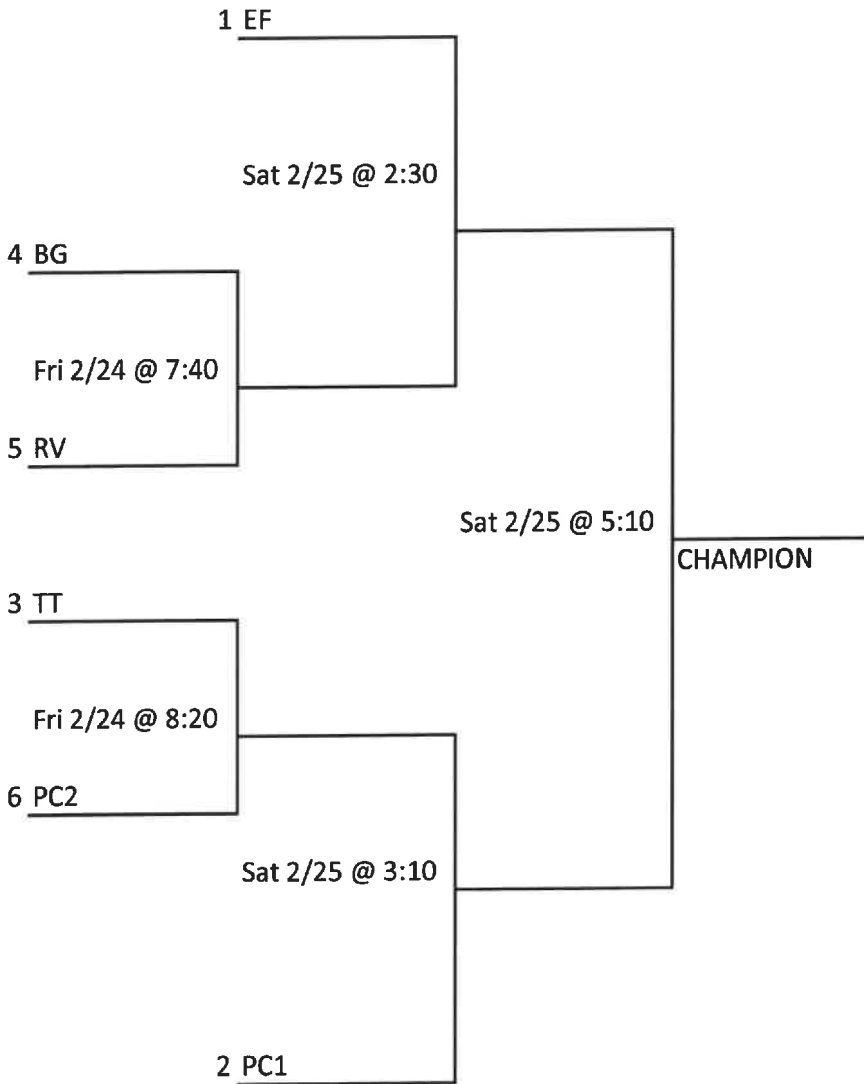 1 EF
Sat 2/25 @ 2:30
4 BG
Fri 2/24 @ 7:40
5 RV
Sat 2/25 @ 5:10
CHAMPION
3 TT
Fri 2/24 @ 8:20
6 PC2
Sat 2/25 @ 3:10
2 PC1